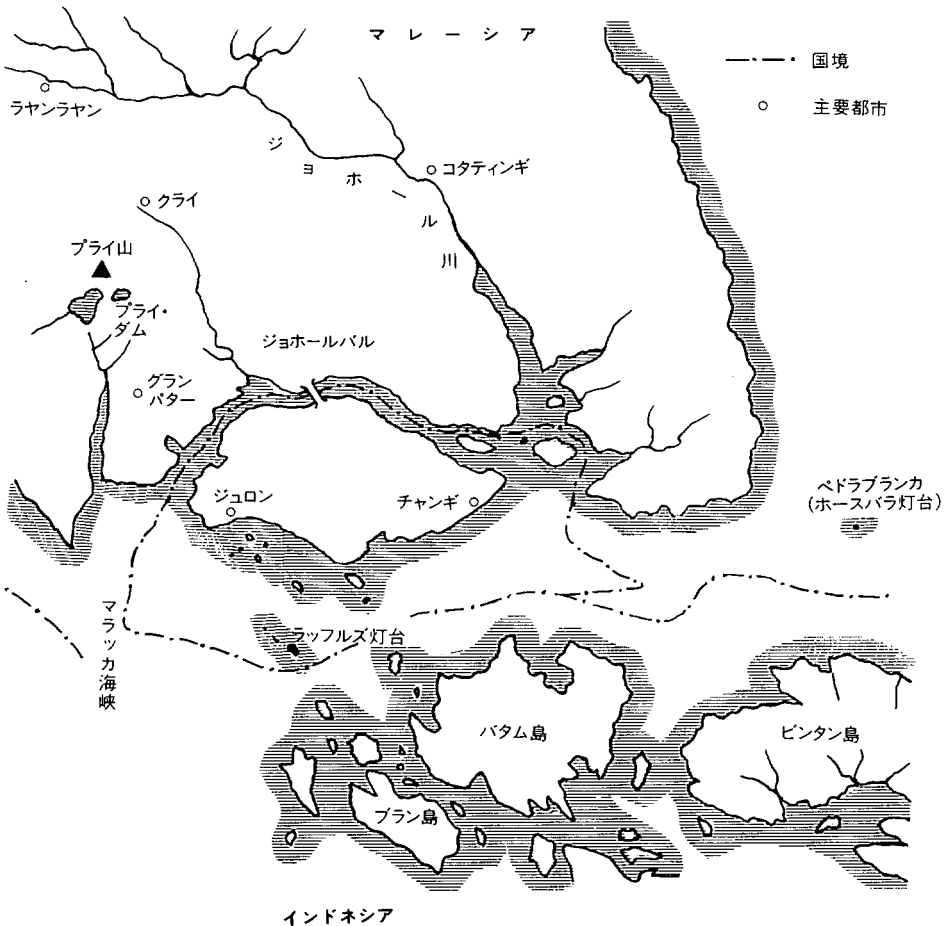 マレーシア
国境
主要都市
ラヤンラヤン
ジョホール川
コタティンギ
クライ
プライ山
プライ・
ダム
ジョホールバル
グラン
パター
ジュロン
チャンギ
ペドラブランカ
(ホースバラ灯台)
マラッカ海峡
ラッフルズ灯台
バタム島
ビンタン島
ブラン島
インドネシア